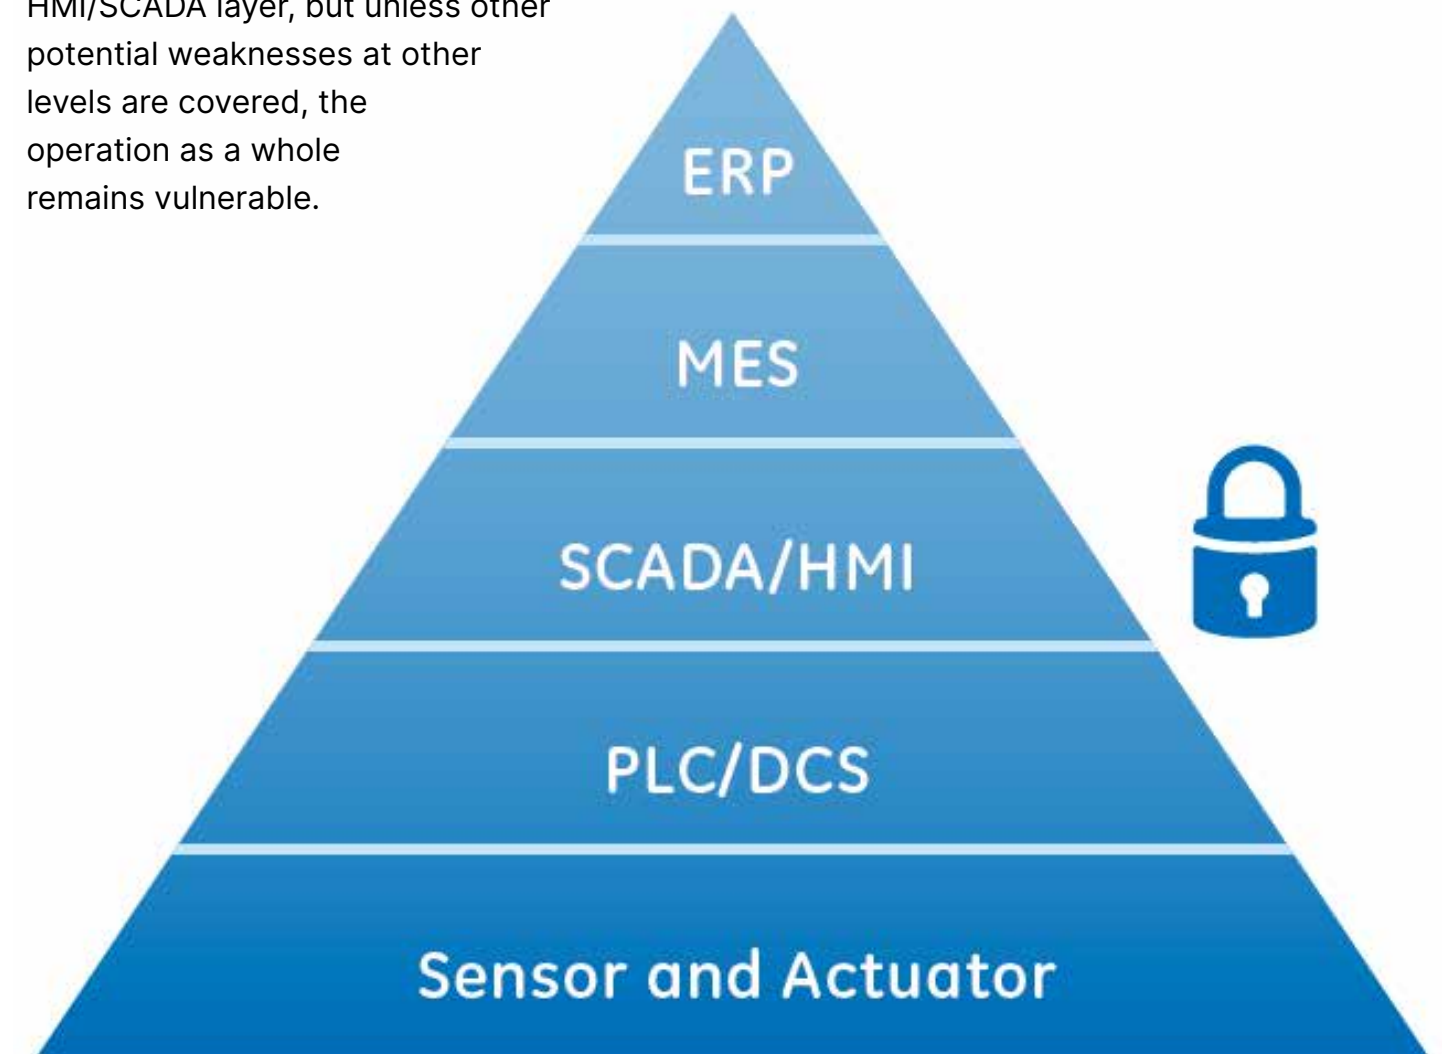 HMI/SCADA layer, but unless other
potential weaknesses at other
levels are covered, the
operation as a whole
remains vulnerable.
ERP
MES
SCADA/HMI
PLC/DCS
Sensor and Actuator